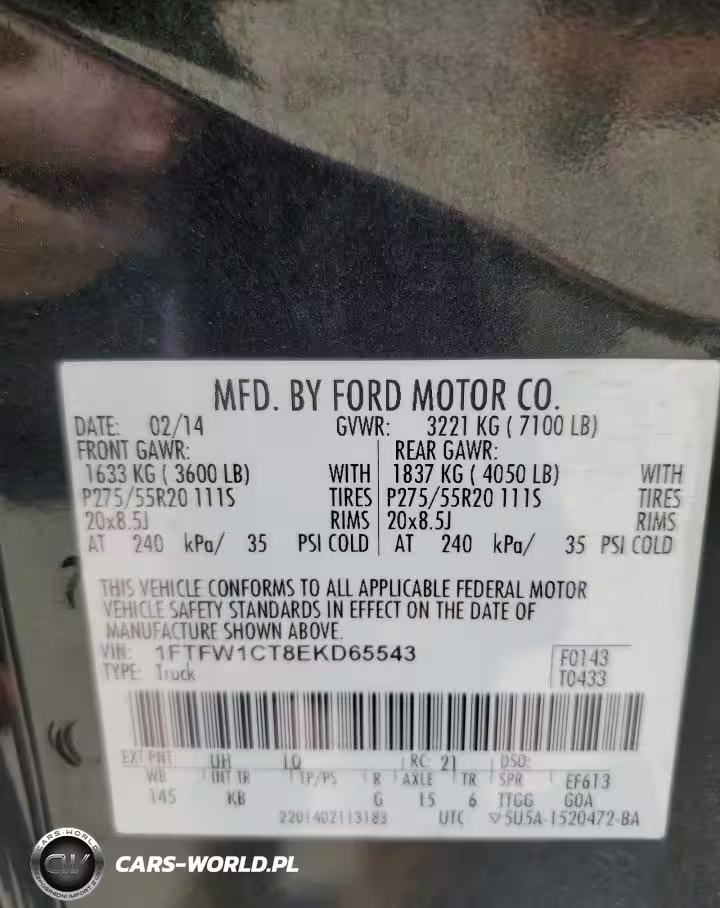 MFD. BY FORD MOTOR CO.
DATE: 02/14 GVWR: 3221 KG ( 7100 LB)
FRONT GAWR: REAR GAWR:
1633 KG ( 3600 LB) WITH 1837 KG ( 4050 LB) WITH
P275/55R20 111S TIRES P275/55R20 111S TIRES
20x8.5J RIMS 20x8.5J RIMS
AT 240 kPa/ 35 PSI COLD AT 240 kPa/ 35 PSI COLD
THIS VEHICLE CONFORMS TO ALL APPLICABLE FEDERAL MOTOR
VEHICLE SAFETY STANDARDS IN EFFECT ON THE DATE OF
MANUFACTURE SHOWN ABOVE.
VIN: 1FTFW1CT8EKD65543 F0143
TYPE: Truck T0433
EXT PNT: UH LQ RC: 21 DSO:
WB INT TR TP/PS R AXLE TR SPR EF613
145 KB G 15 6 TTGG GOA
2201402113183 UTC ▽5U5A-1520472-BA
CARS-WORLD
CW
CARS-WORLD.PL